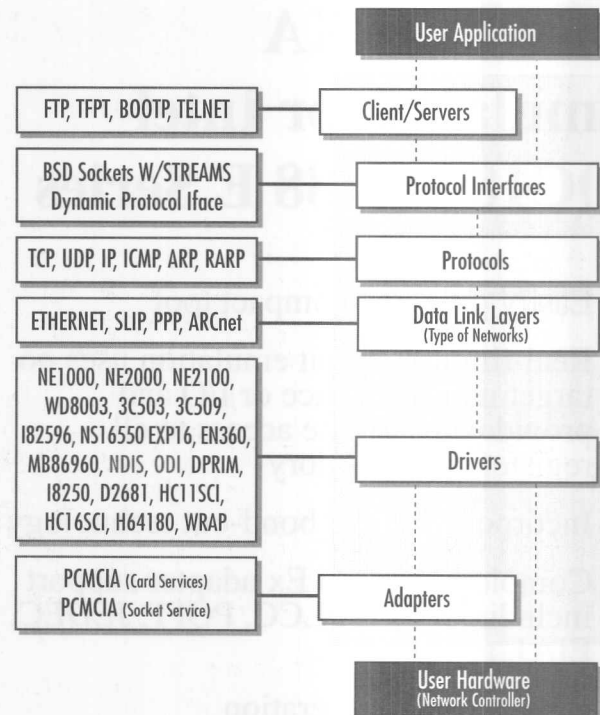 User Application
FTP, TFPT, BOOTP, TELNET
Client/Servers
BSD Sockets W/STREAMS
Dynamic Protocol Iface
Protocol Interfaces
TCP, UDP, IP, ICMP, ARP, RARP
Protocols
ETHERNET, SLIP, PPP, ARCnet
Data Link Layers
(Type of Networks)
NE1000, NE2000, NE2100,
WD8003, 3C503, 3C509,
I82596, NS16550 EXP16, EN360,
MB86960, NDIS, ODI, DPRIM,
I8250, D2681, HC11SCI,
HC16SCI, H64180, WRAP
Drivers
PCMCIA (Card Services)
PCMCIA (Socket Service)
Adapters
User Hardware
(Network Controller)